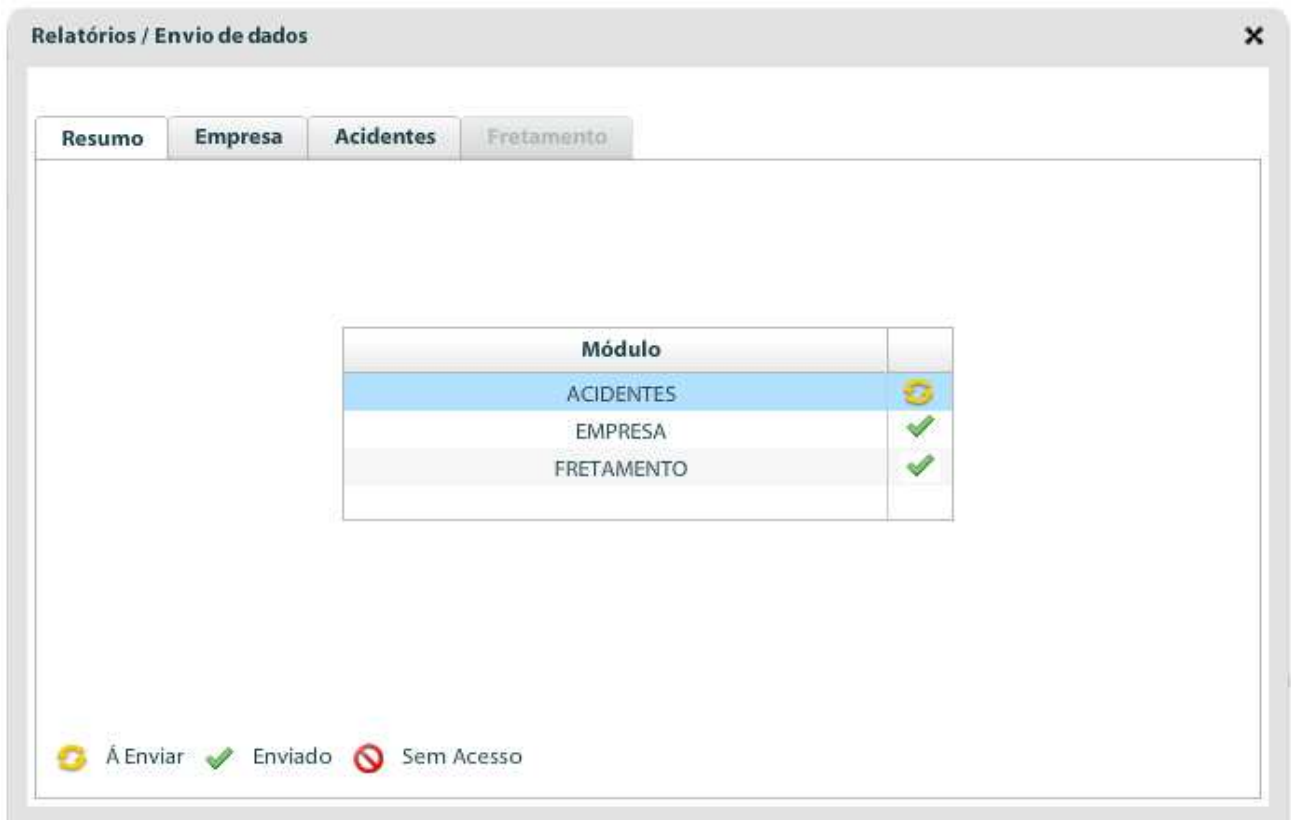 Relatórios / Envio de dados
Resumo Empresa Acidentes Fretamento
Módulo
ACIDENTES
EMPRESA
FRETAMENTO
Á Enviar Enviado Sem Acesso